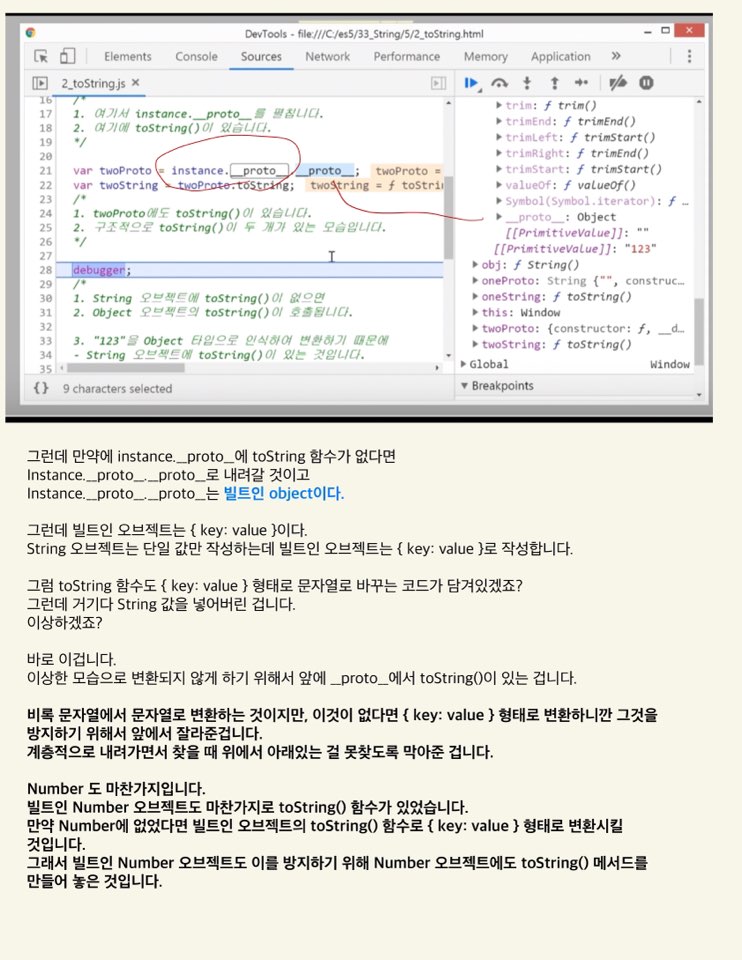 DevTools - file:///C:/es5/33_String/5/2_toString.html
Elements Console Sources Network Performance Memory Application »
2_toString.js ×
16 /*
17 1. 여기서 instance.__proto__를 펼칩니다.
18 2. 여기에 toString()이 있습니다.
19 */
20
21 var twoProto = instance.__proto__.__proto__; twoProto =
22 var twoString = twoProto.toString; twoString = ƒ toStrin
23 /*
24 1. twoProto에도 toString()이 있습니다.
25 2. 구조적으로 toString()이 두 개가 있는 모습입니다.
26 */
27
28 debugger;
29 /*
30 1. String 오브젝트에 toString()이 없으면
31 2. Object 오브젝트의 toString()이 호출됩니다.
32
33 3. "123"을 Object 타입으로 인식하여 변환하기 때문에
34 - String 오브젝트에 toString()이 있는 것입니다.
35
{} 9 characters selected
trim: ƒ trim()
trimEnd: ƒ trimEnd()
trimLeft: ƒ trimStart()
trimRight: ƒ trimEnd()
trimStart: ƒ trimStart()
valueOf: ƒ valueOf()
Symbol(Symbol.iterator): ƒ …
__proto__: Object
[[PrimitiveValue]]: ""
[[PrimitiveValue]]: "123"
obj: ƒ String()
oneProto: String {"", construc…
oneString: ƒ toString()
this: Window
twoProto: {constructor: ƒ, __d…
twoString: ƒ toString()
Global Window
Breakpoints
그런데 만약에 instance.__proto__에 toString 함수가 없다면
Instance.__proto__.__proto__로 내려갈 것이고
Instance.__proto__.__proto__는 빌트인 object이다.
그런데 빌트인 오브젝트는 { key: value }이다.
String 오브젝트는 단일 값만 작성하는데 빌트인 오브젝트는 { key: value }로 작성합니다.
그럼 toString 함수도 { key: value } 형태로 문자열로 바꾸는 코드가 담겨있겠죠?
그런데 거기다 String 값을 넣어버린 겁니다.
이상하겠죠?
바로 이겁니다.
이상한 모습으로 변환되지 않게 하기 위해서 앞에 __proto__에서 toString()이 있는 겁니다.
비록 문자열에서 문자열로 변환하는 것이지만, 이것이 없다면 { key: value } 형태로 변환하니깐 그것을
방지하기 위해서 앞에서 잘라준겁니다.
계층적으로 내려가면서 찾을 때 위에서 아래있는 걸 못찾도록 막아준 겁니다.
Number 도 마찬가지입니다.
빌트인 Number 오브젝트도 마찬가지로 toString() 함수가 있었습니다.
만약 Number에 없었다면 빌트인 오브젝트의 toString() 함수로 { key: value } 형태로 변환시킬
것입니다.
그래서 빌트인 Number 오브젝트도 이를 방지하기 위해 Number 오브젝트에도 toString() 메서드를
만들어 놓은 것입니다.